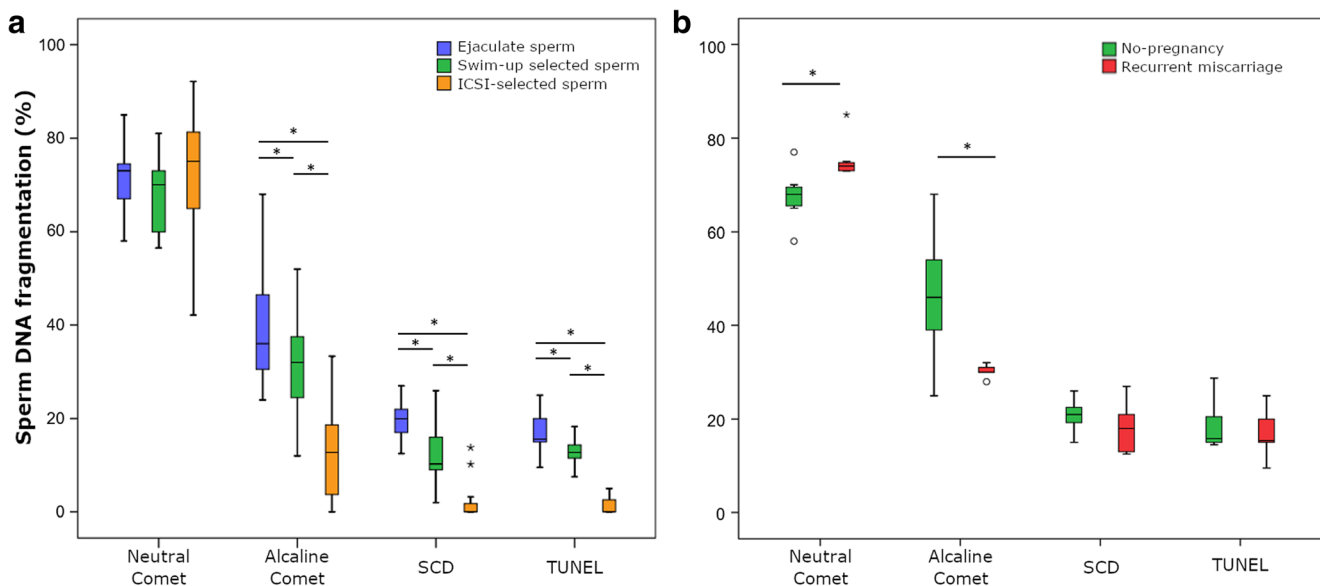 a
Sperm DNA fragmentation (%)
100
80
60
40
20
0
Ejaculate sperm
Swim-up selected sperm
ICSI-selected sperm
*
*
*
*
*
*
*
*
*
*
*
Neutral
Comet
Alcaline
Comet
SCD
TUNEL
b
100
80
60
40
20
0
No-pregnancy
Recurrent miscarriage
*
*
*
Neutral
Comet
Alcaline
Comet
SCD
TUNEL